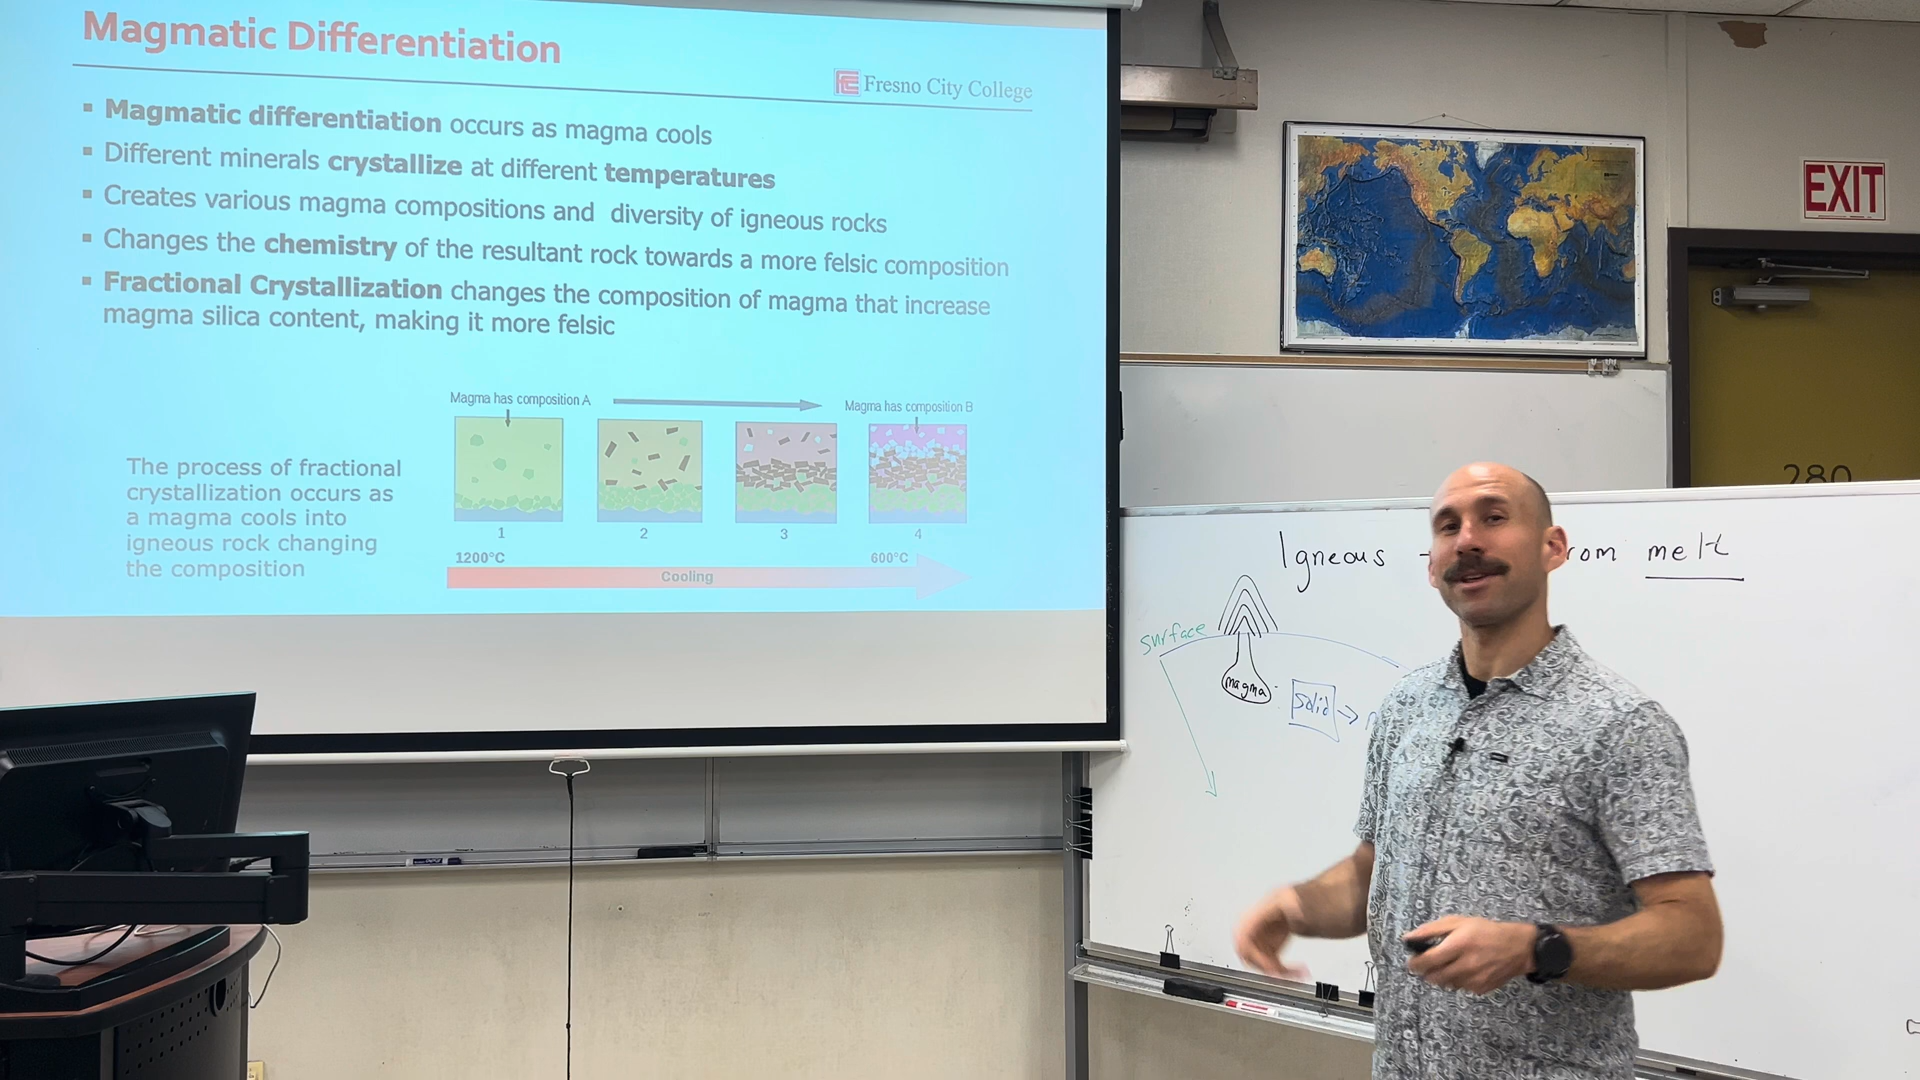 Magmatic Differentiation
Fresno City College
▪ Magmatic differentiation occurs as magma cools
▪ Different minerals crystallize at different temperatures
▪ Creates various magma compositions and diversity of igneous rocks
▪ Changes the chemistry of the resultant rock towards a more felsic composition
▪ Fractional Crystallization changes the composition of magma that increase
magma silica content, making it more felsic
Magma has composition A
Magma has composition B
The process of fractional
crystallization occurs as
a magma cools into
igneous rock changing
the composition
1 2 3 4
1200°C 600°C
Cooling
EXIT
280
Igneous
melt
surface
magma
solid →